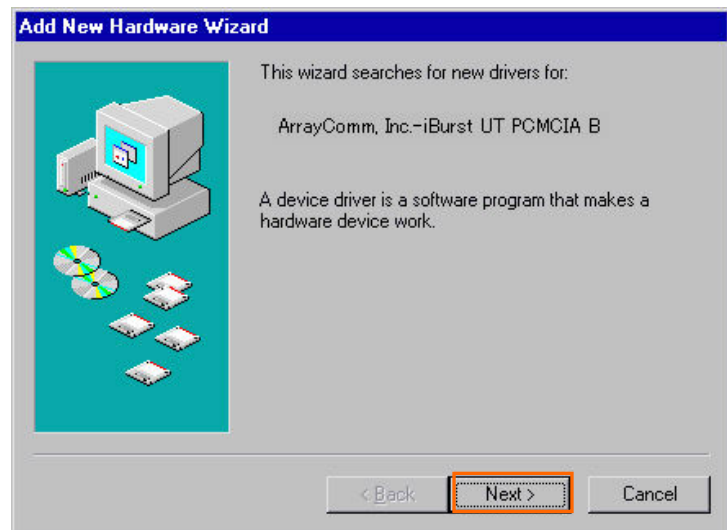 Add New Hardware Wizard
This wizard searches for new drivers for:
ArrayComm, Inc.-iBurst UT PCMCIA B
A device driver is a software program that makes a
hardware device work.
< Back
Next >
Cancel